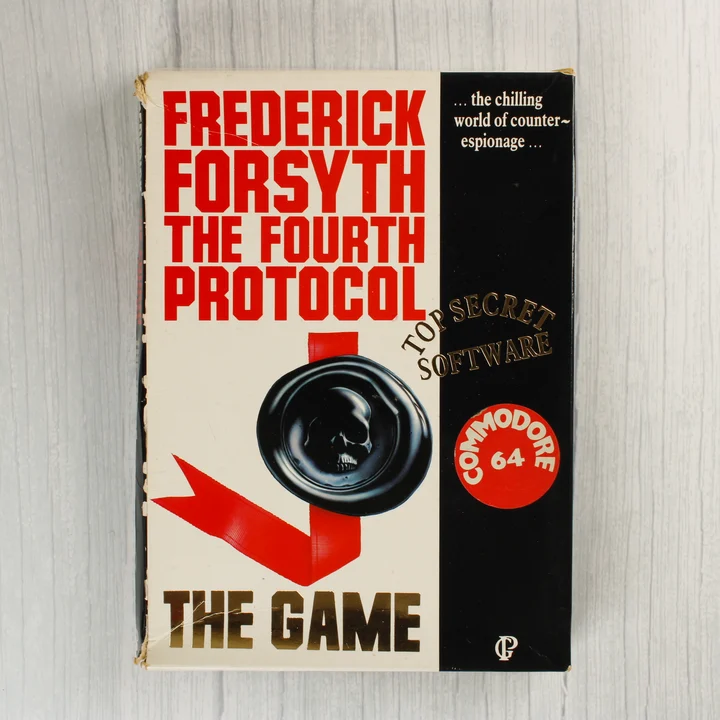 FREDERICK
FORSYTH
THE FOURTH
PROTOCOL
... the chilling
world of counter~
espionage ...
TOP SECRET
SOFTWARE
COMMODORE
64
THE GAME